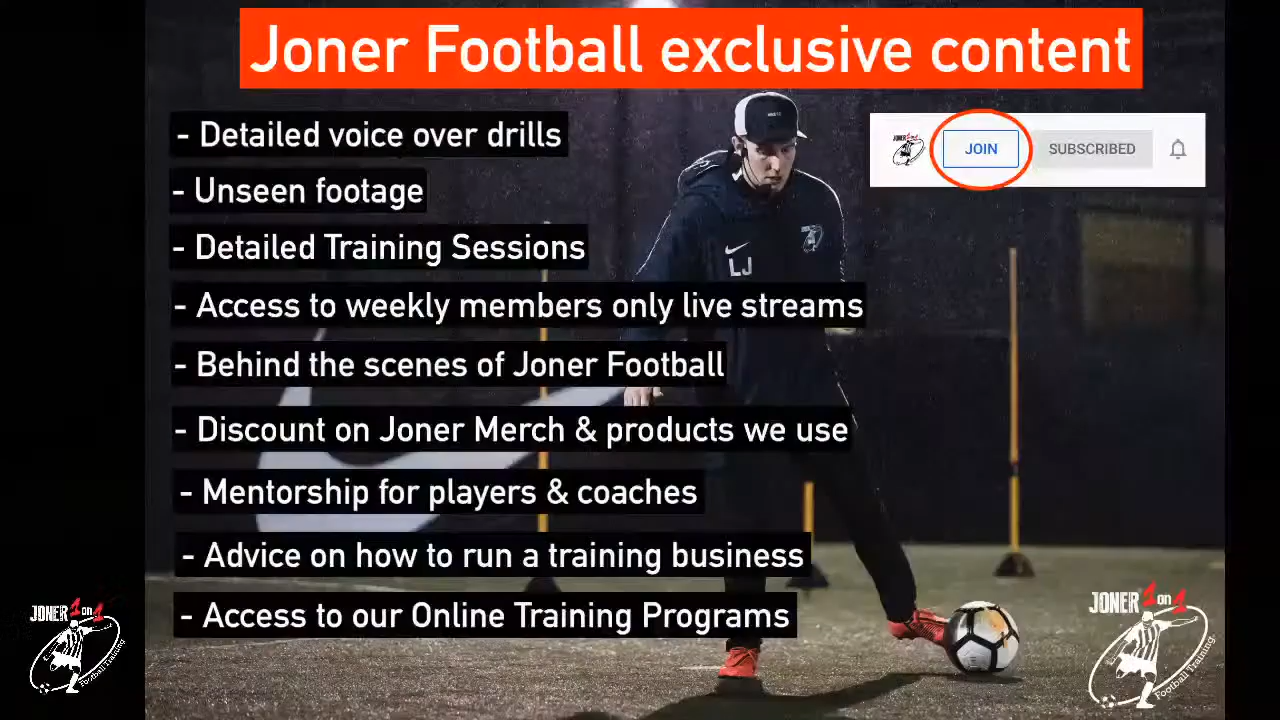 Joner Football exclusive content
- Detailed voice over drills
- Unseen footage
- Detailed Training Sessions
- Access to weekly members only live streams
- Behind the scenes of Joner Football
- Discount on Joner Merch & products we use
- Mentorship for players & coaches
- Advice on how to run a training business
- Access to our Online Training Programs
JOIN
SUBSCRIBED
LJ
JONER 1 on 1
Football Training
JONER 1 on 1
Football Training